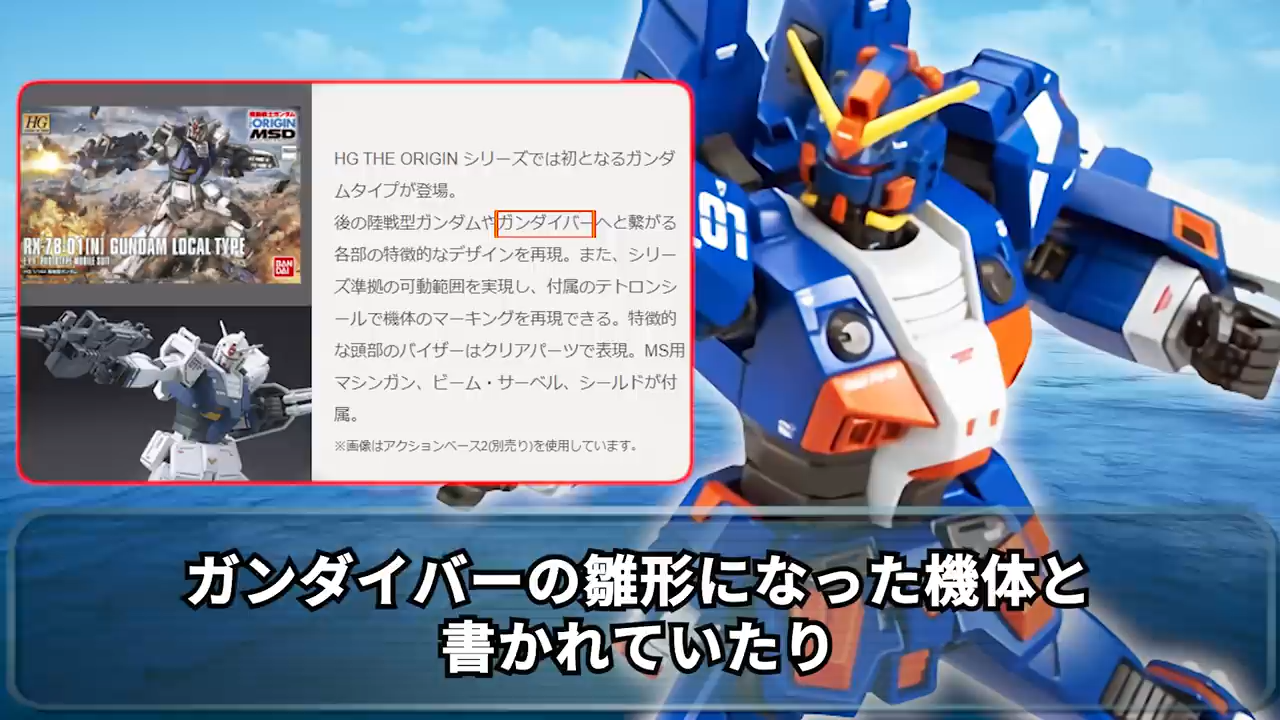 HG
機動戦士ガンダム
THE ORIGIN
MSD
RX-78-01[N] GUNDAM LOCAL TYPE
BAN
DAI
HG THE ORIGIN シリーズでは初となるガンダ
ムタイプが登場。
後の陸戦型ガンダムやガンダイバーへと繋がる
各部の特徴的なデザインを再現。また、シリー
ズ準拠の可動範囲を実現し、付属のテトロンシ
ールで機体のマーキングを再現できる。特徴的
な頭部のバイザーはクリアパーツで表現。MS用
マシンガン、ビーム・サーベル、シールドが付
属。
※画像はアクションベース2(別売り)を使用しています。
01
ガンダイバーの雛形になった機体と
書かれていたり